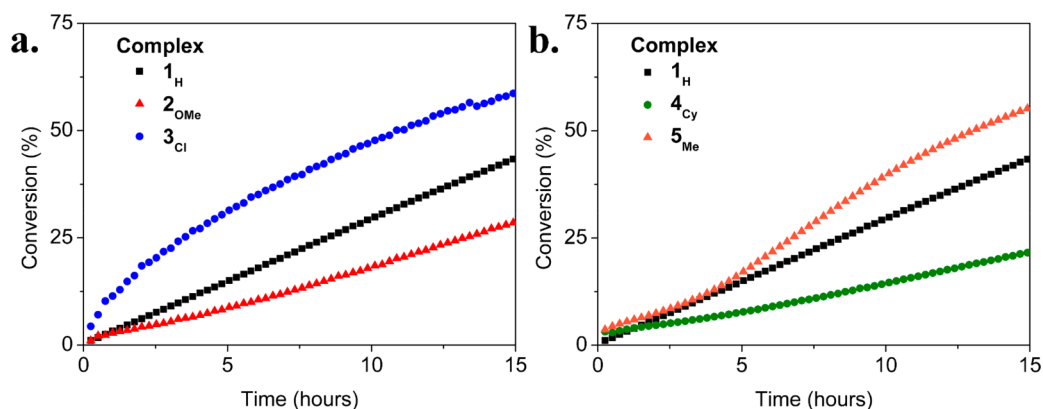 a.
Complex
1H
2OMe
3Cl
75
50
25
0
Conversion (%)
0 5 10 15
Time (hours)
b.
Complex
1H
4Cy
5Me
75
50
25
0
Conversion (%)
0 5 10 15
Time (hours)